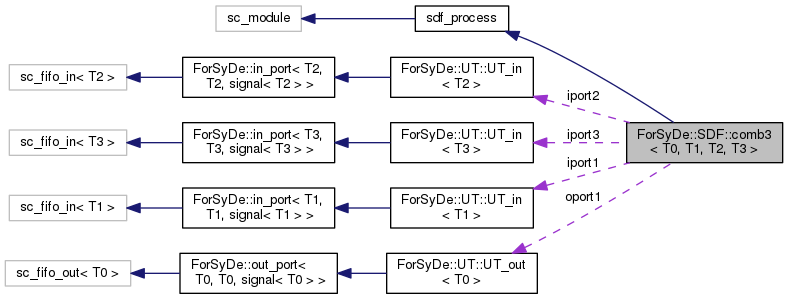 sc_module
sdf_process
sc_fifo_in< T2 >
ForSyDe::in_port< T2,
T2, signal< T2 > >
ForSyDe::UT::UT_in
< T2 >
iport2
sc_fifo_in< T3 >
ForSyDe::in_port< T3,
T3, signal< T3 > >
ForSyDe::UT::UT_in
< T3 >
iport3
ForSyDe::SDF::comb3
< T0, T1, T2, T3 >
sc_fifo_in< T1 >
ForSyDe::in_port< T1,
T1, signal< T1 > >
ForSyDe::UT::UT_in
< T1 >
iport1
oport1
sc_fifo_out< T0 >
ForSyDe::out_port<
T0, T0, signal< T0 > >
ForSyDe::UT::UT_out
< T0 >